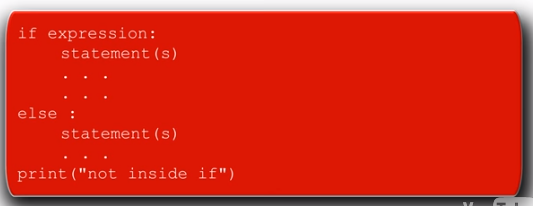 if expression:
    statement(s)
    . . .
    . . .
else :
    statement(s)
    . . .
print("not inside if")